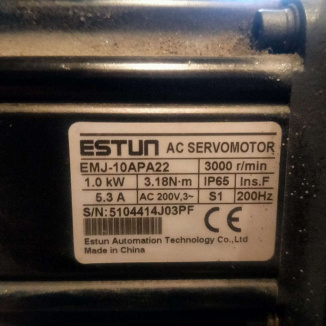 ESTUN AC SERVOMOTOR
EMJ-10APA22 3000 r/min
1.0 kW 3.18N·m IP65 Ins.F
5.3 A AC 200V,3~ S1 200Hz
S/N:5104414J03PF
Estun Automation Technology Co., Ltd
Made in China